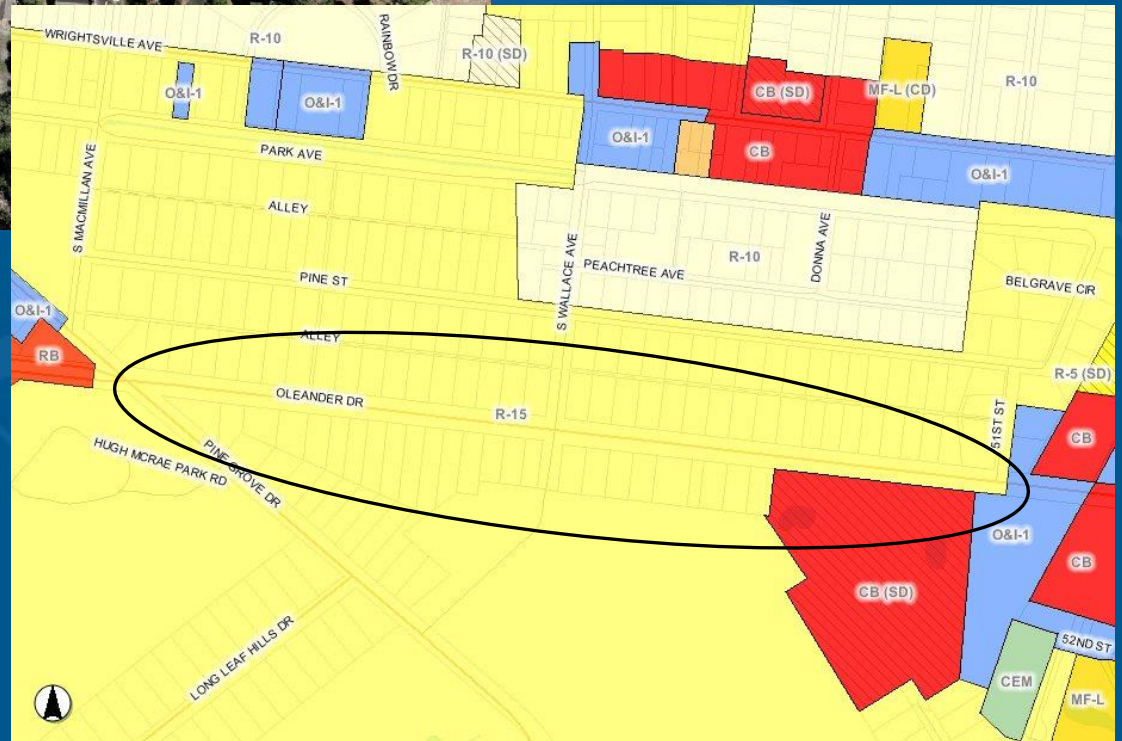 WRIGHTSVILLE AVE
R-10
RAINBOW DR
R-10 (SD)
O&I-1
O&I-1
CB (SD)
MF-L (CD)
R-10
O&I-1
CB
O&I-1
PARK AVE
S MACMILLAN AVE
ALLEY
S WALLACE AVE
PEACHTREE AVE
R-10
DONNA AVE
PINE ST
BELGRAVE CIR
O&I-1
RB
ALLEY
R-5 (SD)
OLEANDER DR
R-15
51ST ST
CB
HUGH MCRAE PARK RD
PINE GROVE DR
O&I-1
CB
CB (SD)
LONG LEAF HILLS DR
52ND ST
CEM
MF-L